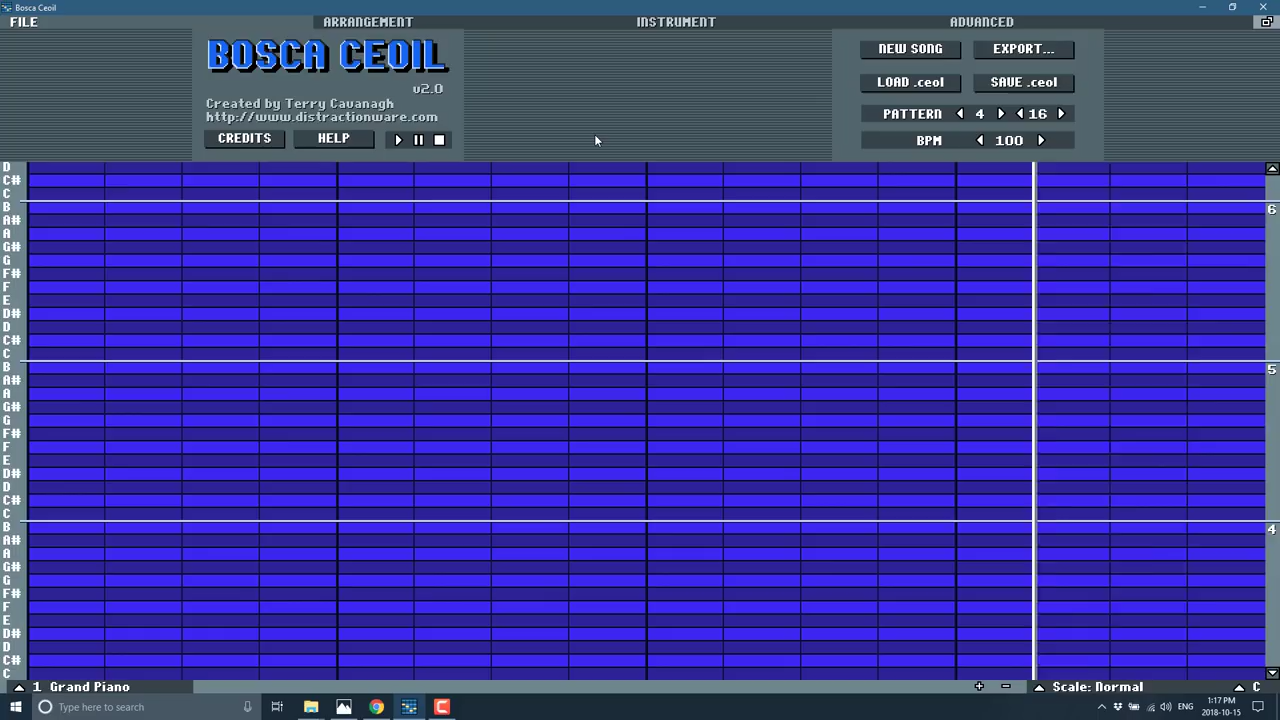 Bosca Ceoil
FILE
ARRANGEMENT
INSTRUMENT
ADVANCED
BOSCA CEOIL
v2.0
Created by Terry Cavanagh
http://www.distractionware.com
CREDITS
HELP
NEW SONG
EXPORT...
LOAD .ceol
SAVE .ceol
PATTERN 4 16
BPM 100
D
C#
C
B
6
A#
A
G#
G
F#
F
E
D#
D
C#
C
B
5
A#
A
G#
G
F#
F
E
D#
D
C#
C
B
4
A#
A
G#
G
F#
F
E
D#
D
C#
C
1 Grand Piano
+ −
Scale: Normal
C
Type here to search
ENG
1:17 PM
2018-10-15